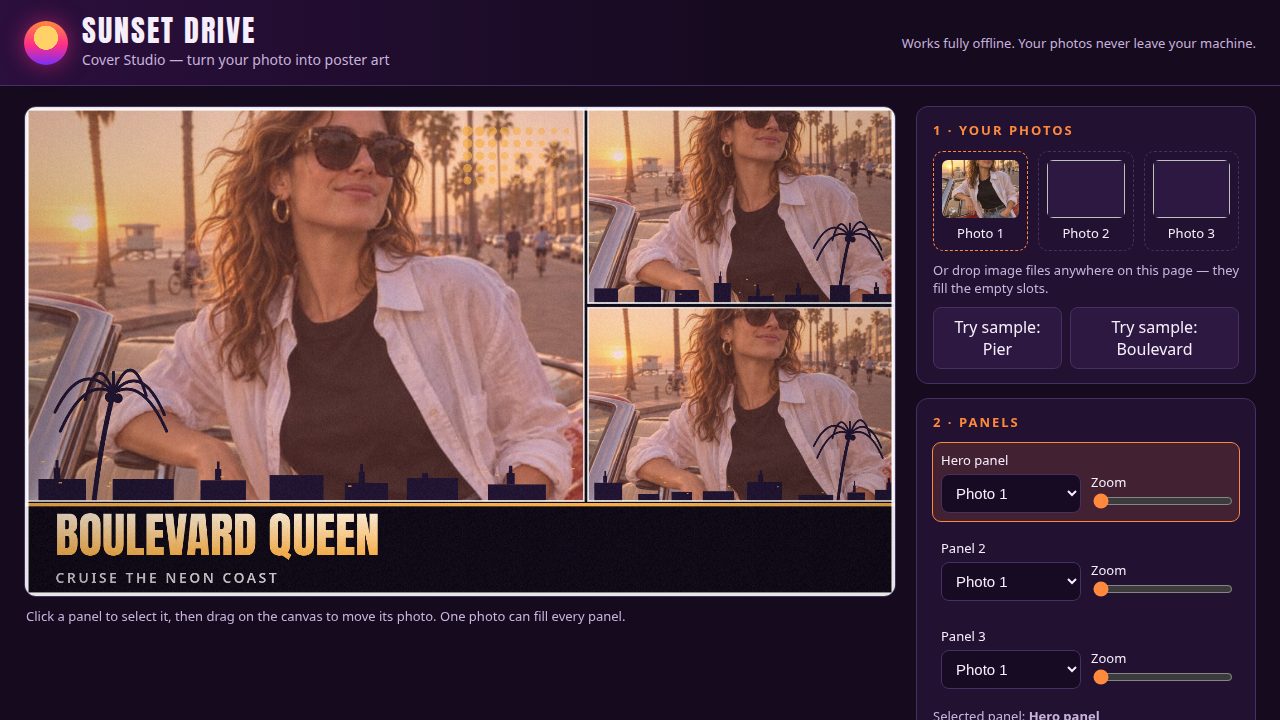 SUNSET DRIVE
Cover Studio — turn your photo into poster art
Works fully offline. Your photos never leave your machine.
BOULEVARD QUEEN
CRUISE THE NEON COAST
Click a panel to select it, then drag on the canvas to move its photo. One photo can fill every panel.
1 · YOUR PHOTOS
Photo 1
Photo 2
Photo 3
Or drop image files anywhere on this page — they
fill the empty slots.
Try sample:
Pier
Try sample:
Boulevard
2 · PANELS
Hero panel
Photo 1
Zoom
Panel 2
Photo 1
Zoom
Panel 3
Photo 1
Zoom
Selected panel: Hero panel